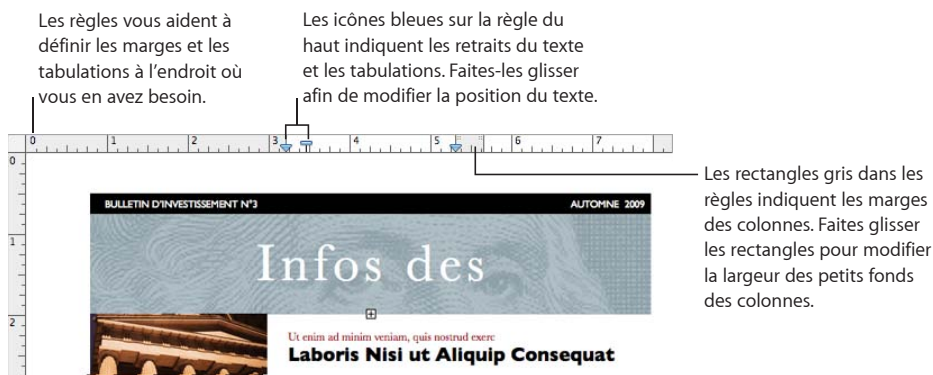 Les règles vous aident à
définir les marges et les
tabulations à l'endroit où
vous en avez besoin.
Les icônes bleues sur la règle du
haut indiquent les retraits du texte
et les tabulations. Faites-les glisser
afin de modifier la position du texte.
0 1 2 3 4 5 6 7
0
1
2
Les rectangles gris dans les
règles indiquent les marges
des colonnes. Faites glisser
les rectangles pour modifier
la largeur des petits fonds
des colonnes.
BULLETIN D'INVESTISSEMENT N°3 AUTOMNE 2009
Infos des
Ut enim ad minim veniam, quis nostrud exerc
Laboris Nisi ut Aliquip Consequat